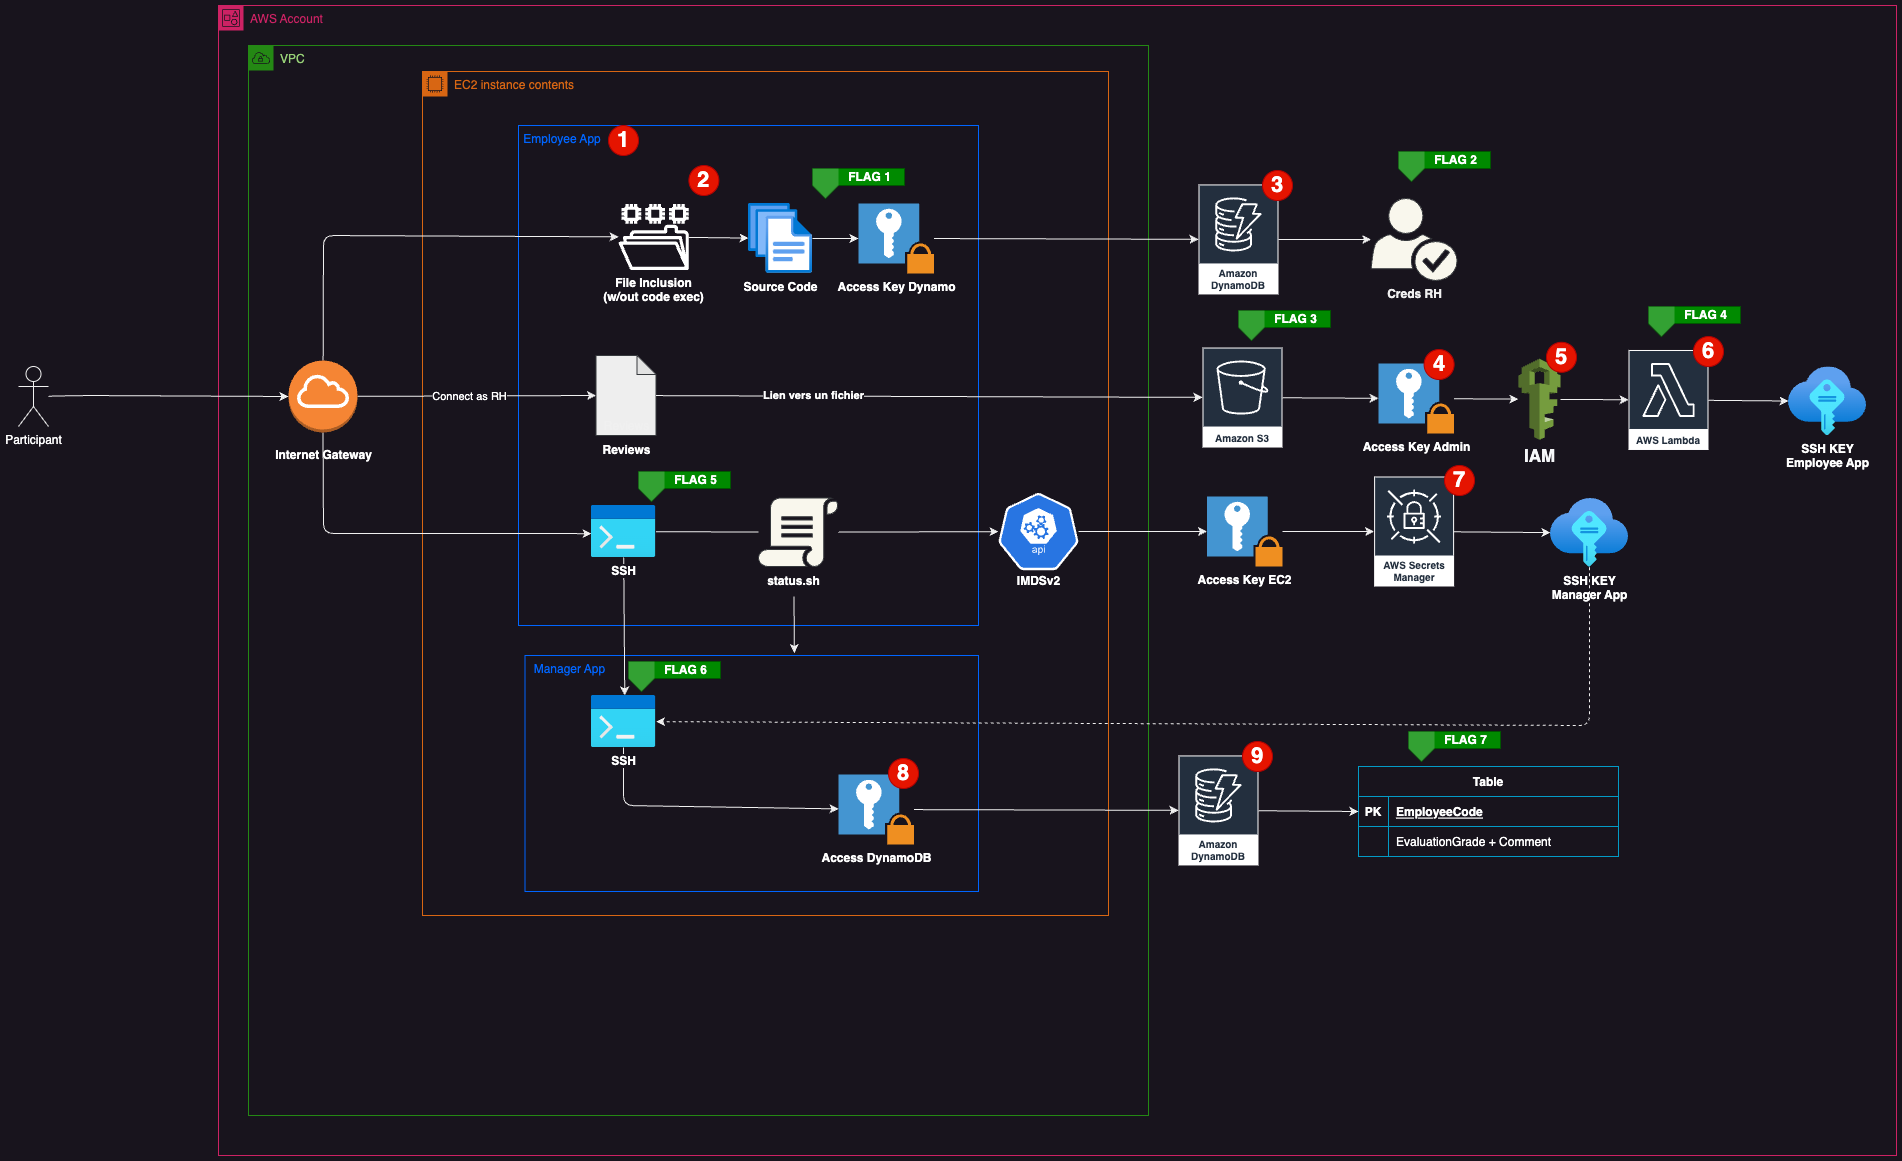 AWS Account
VPC
EC2 instance contents
Employee App
1
2
FLAG 1
File Inclusion
(w/out code exec)
Source Code
Access Key Dynamo
3
Amazon
DynamoDB
FLAG 2
Creds RH
Participant
Internet Gateway
Connect as RH
Reviews
Lien vers un fichier
FLAG 3
Amazon S3
4
Access Key Admin
5
IAM
FLAG 4
6
AWS Lambda
SSH KEY
Employee App
FLAG 5
SSH
status.sh
api
IMDSv2
Access Key EC2
7
AWS Secrets
Manager
SSH KEY
Manager App
Manager App
FLAG 6
SSH
8
Access DynamoDB
9
Amazon
DynamoDB
FLAG 7
Table
PK
EmployeeCode
EvaluationGrade + Comment